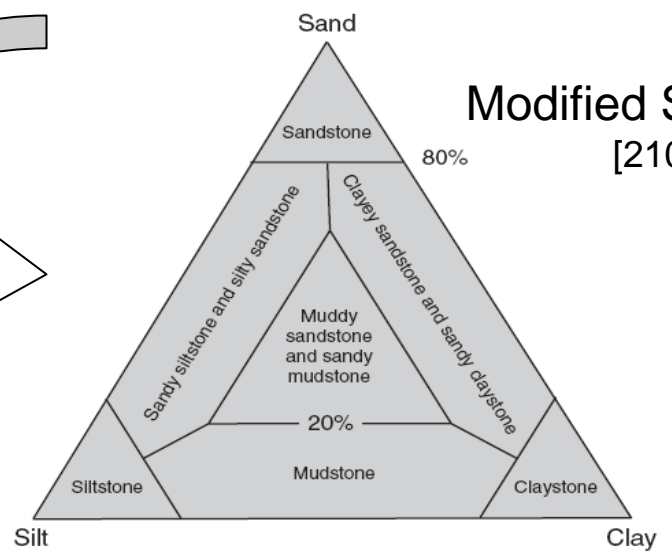 Sand
Modified S
[210
Sandstone
80%
Sandy siltstone and silty sandstone
Clayey sandstone and sandy claystone
Muddy
sandstone
and sandy
mudstone
20%
Mudstone
Siltstone
Claystone
Silt
Clay